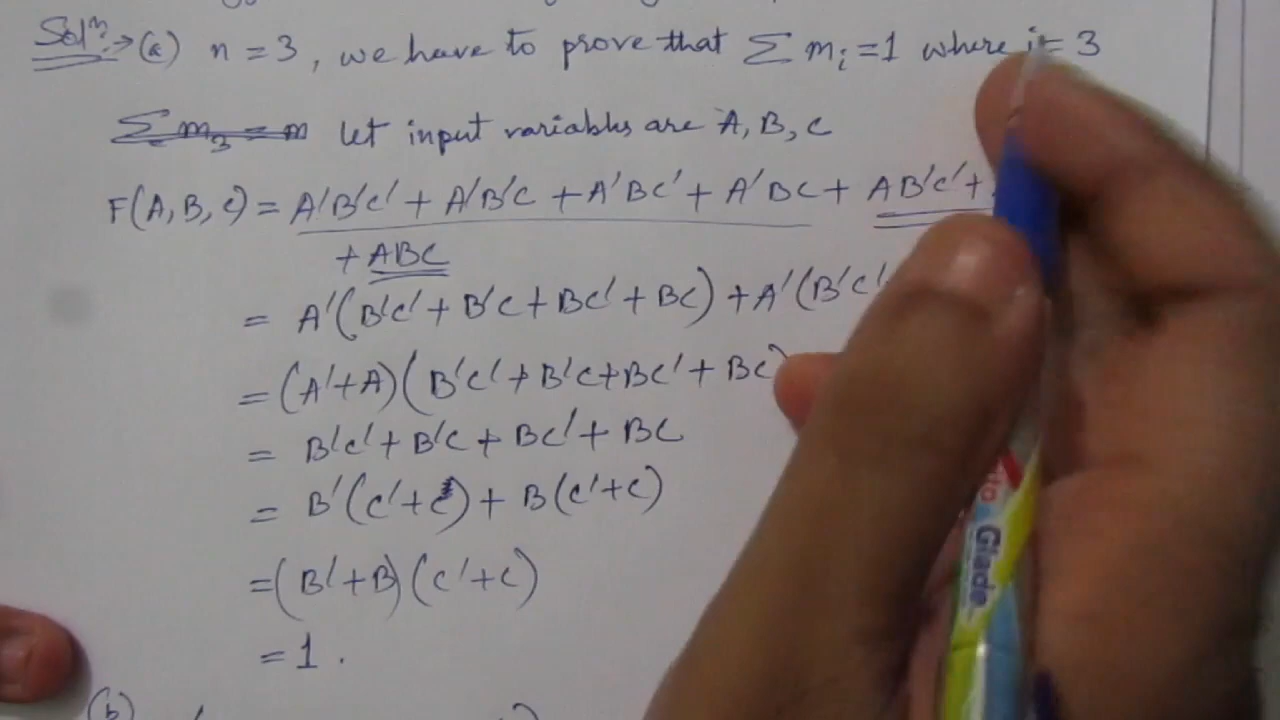 Solⁿ. → (a) n = 3, we have to prove that Σ mᵢ = 1 where i = 3
Σ m₃ = m Let input variables are A, B, C
F(A, B, C) = A'B'C' + A'B'C + A'BC' + A'BC + AB'C' +
+ ABC
= A'(B'C' + B'C + BC' + BC) + A'(B'C'
= (A'+A)(B'C' + B'C + BC' + BC)
= B'C' + B'C + BC' + BC
= B'(C'+C) + B(C'+C)
= (B'+B)(C'+C)
= 1.
(b)
Glade